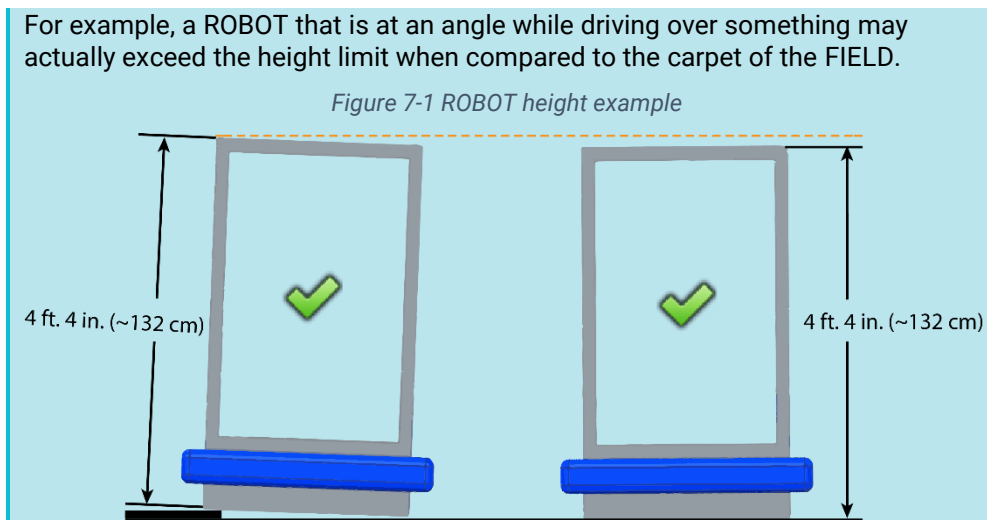 For example, a ROBOT that is at an angle while driving over something may
actually exceed the height limit when compared to the carpet of the FIELD.
Figure 7-1 ROBOT height example
4 ft. 4 in. (~132 cm)
4 ft. 4 in. (~132 cm)